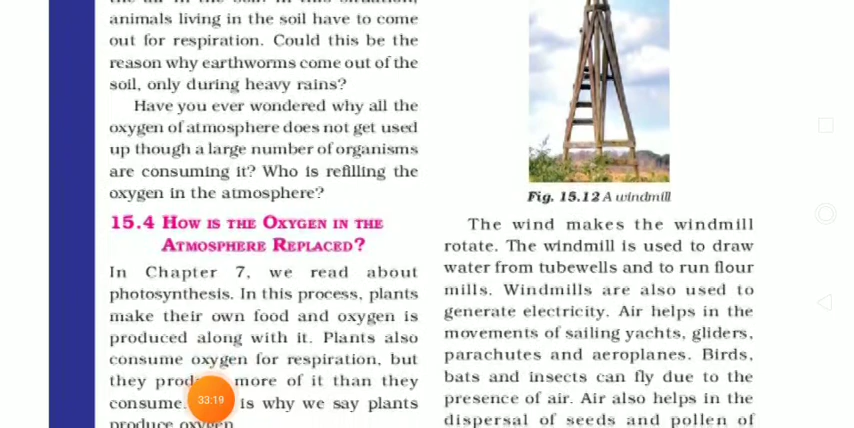 animals living in the soil have to come
out for respiration. Could this be the
reason why earthworms come out of the
soil, only during heavy rains?
Have you ever wondered why all the
oxygen of atmosphere does not get used
up though a large number of organisms
are consuming it? Who is refilling the
oxygen in the atmosphere?
15.4 HOW IS THE OXYGEN IN THE
ATMOSPHERE REPLACED?
In Chapter 7, we read about
photosynthesis. In this process, plants
make their own food and oxygen is
produced along with it. Plants also
consume oxygen for respiration, but
they more of it than they
consume. is why we say plants
produce oxygen
33:19
Fig. 15.12 A windmill
The wind makes the windmill
rotate. The windmill is used to draw
water from tubewells and to run flour
mills. Windmills are also used to
generate electricity. Air helps in the
movements of sailing yachts, gliders,
parachutes and aeroplanes. Birds,
bats and insects can fly due to the
presence of air. Air also helps in the
dispersal of seeds and pollen of